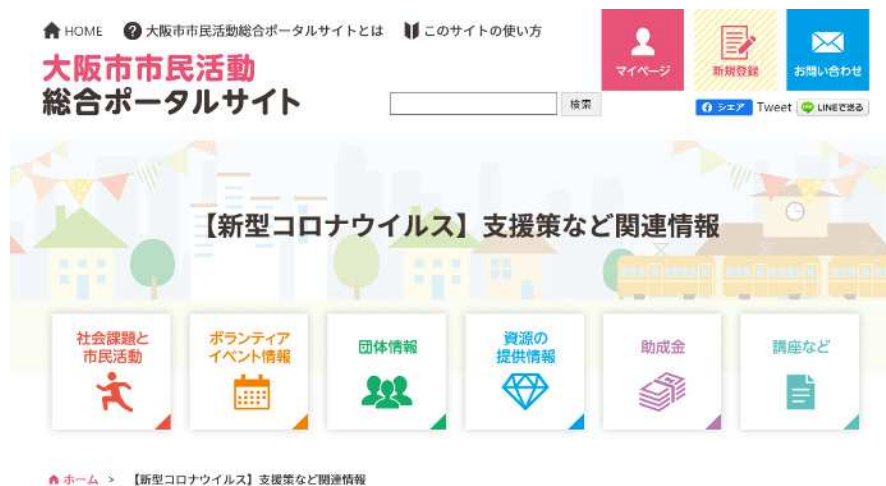 HOME ? 大阪市市民活動総合ポータルサイトとは このサイトの使い方
大阪市市民活動
総合ポータルサイト
検索
マイページ
新規登録
お問い合わせ
シェア Tweet LINEで送る
【新型コロナウイルス】支援策など関連情報
社会課題と
市民活動
ボランティア
イベント情報
団体情報
資源の
提供情報
助成金
講座など
ホーム > 【新型コロナウイルス】支援策など関連情報